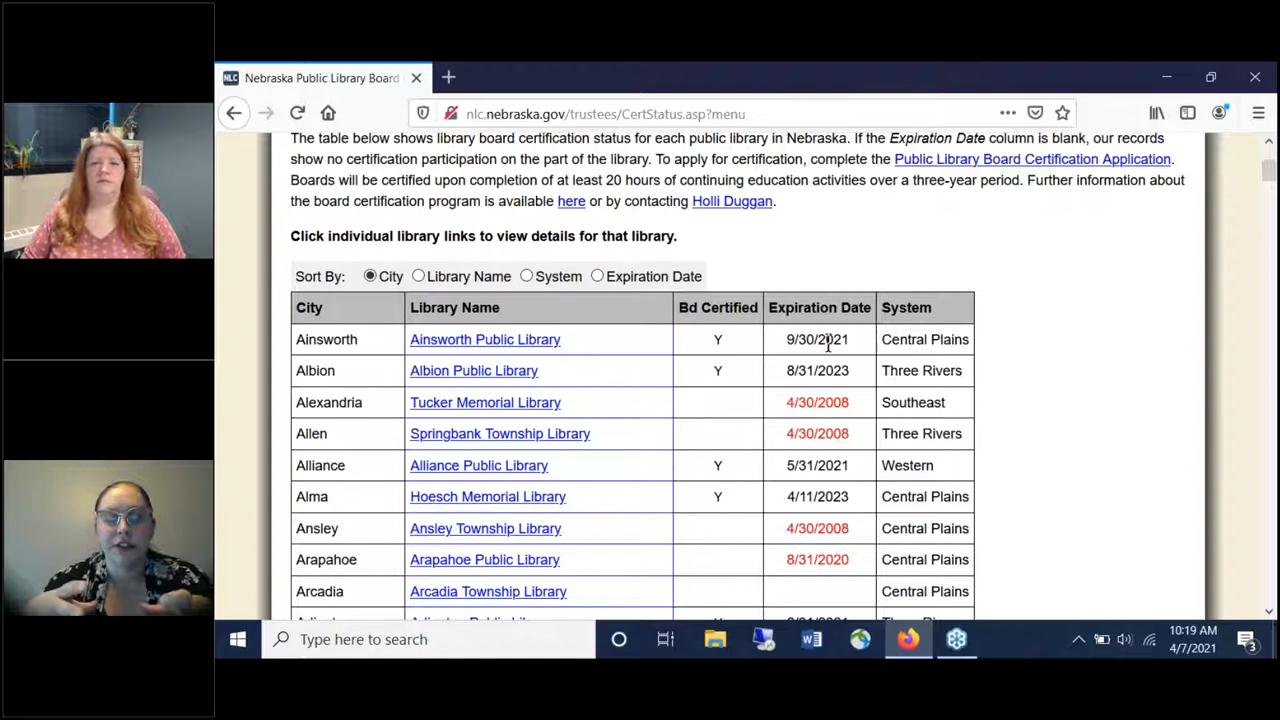 NLC Nebraska Public Library Board
nlc.nebraska.gov/trustees/CertStatus.asp?menu
The table below shows library board certification status for each public library in Nebraska. If the Expiration Date column is blank, our records
show no certification participation on the part of the library. To apply for certification, complete the Public Library Board Certification Application.
Boards will be certified upon completion of at least 20 hours of continuing education activities over a three-year period. Further information about
the board certification program is available here or by contacting Holli Duggan.
Click individual library links to view details for that library.
Sort By: City Library Name System Expiration Date
City Library Name Bd Certified Expiration Date System
Ainsworth Ainsworth Public Library Y 9/30/2021 Central Plains
Albion Albion Public Library Y 8/31/2023 Three Rivers
Alexandria Tucker Memorial Library 4/30/2008 Southeast
Allen Springbank Township Library 4/30/2008 Three Rivers
Alliance Alliance Public Library Y 5/31/2021 Western
Alma Hoesch Memorial Library Y 4/11/2023 Central Plains
Ansley Ansley Township Library 4/30/2008 Central Plains
Arapahoe Arapahoe Public Library 8/31/2020 Central Plains
Arcadia Arcadia Township Library Central Plains
Type here to search
10:19 AM
4/7/2021
3